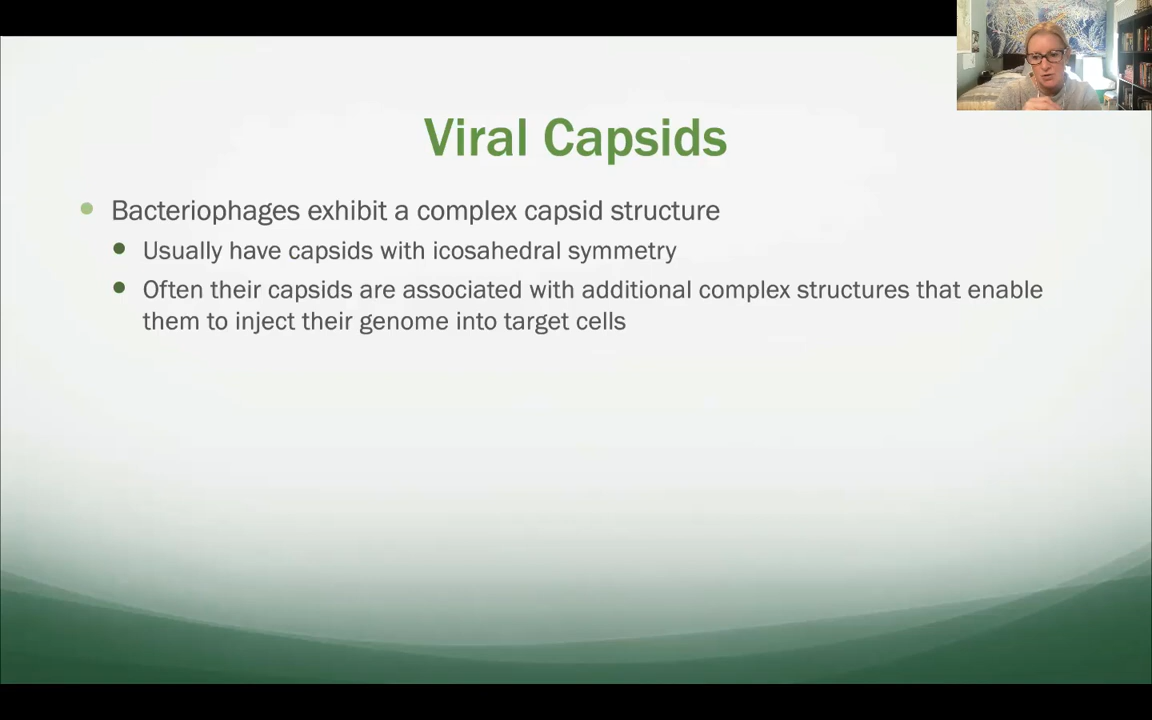 Viral Capsids
Bacteriophages exhibit a complex capsid structure
Usually have capsids with icosahedral symmetry
Often their capsids are associated with additional complex structures that enable
them to inject their genome into target cells